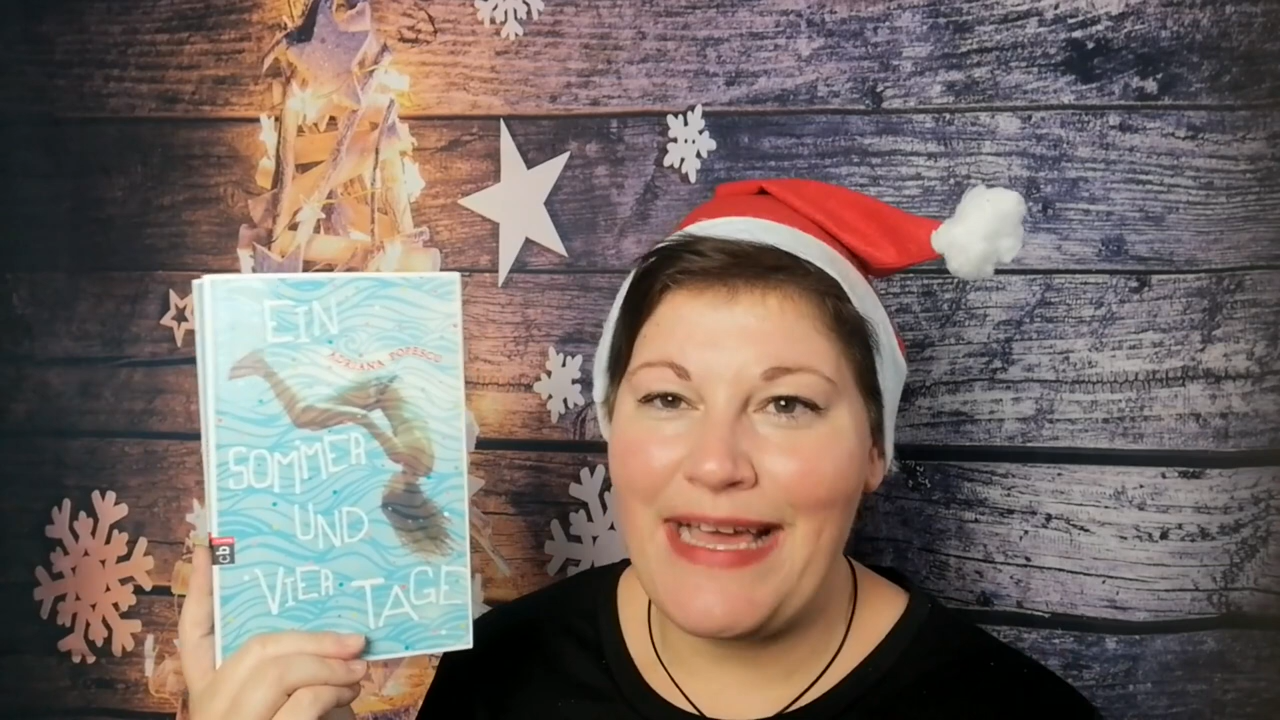 EIN
ADRIANA POPESCU
SOMMER
UND
VIER TAGE
cbj